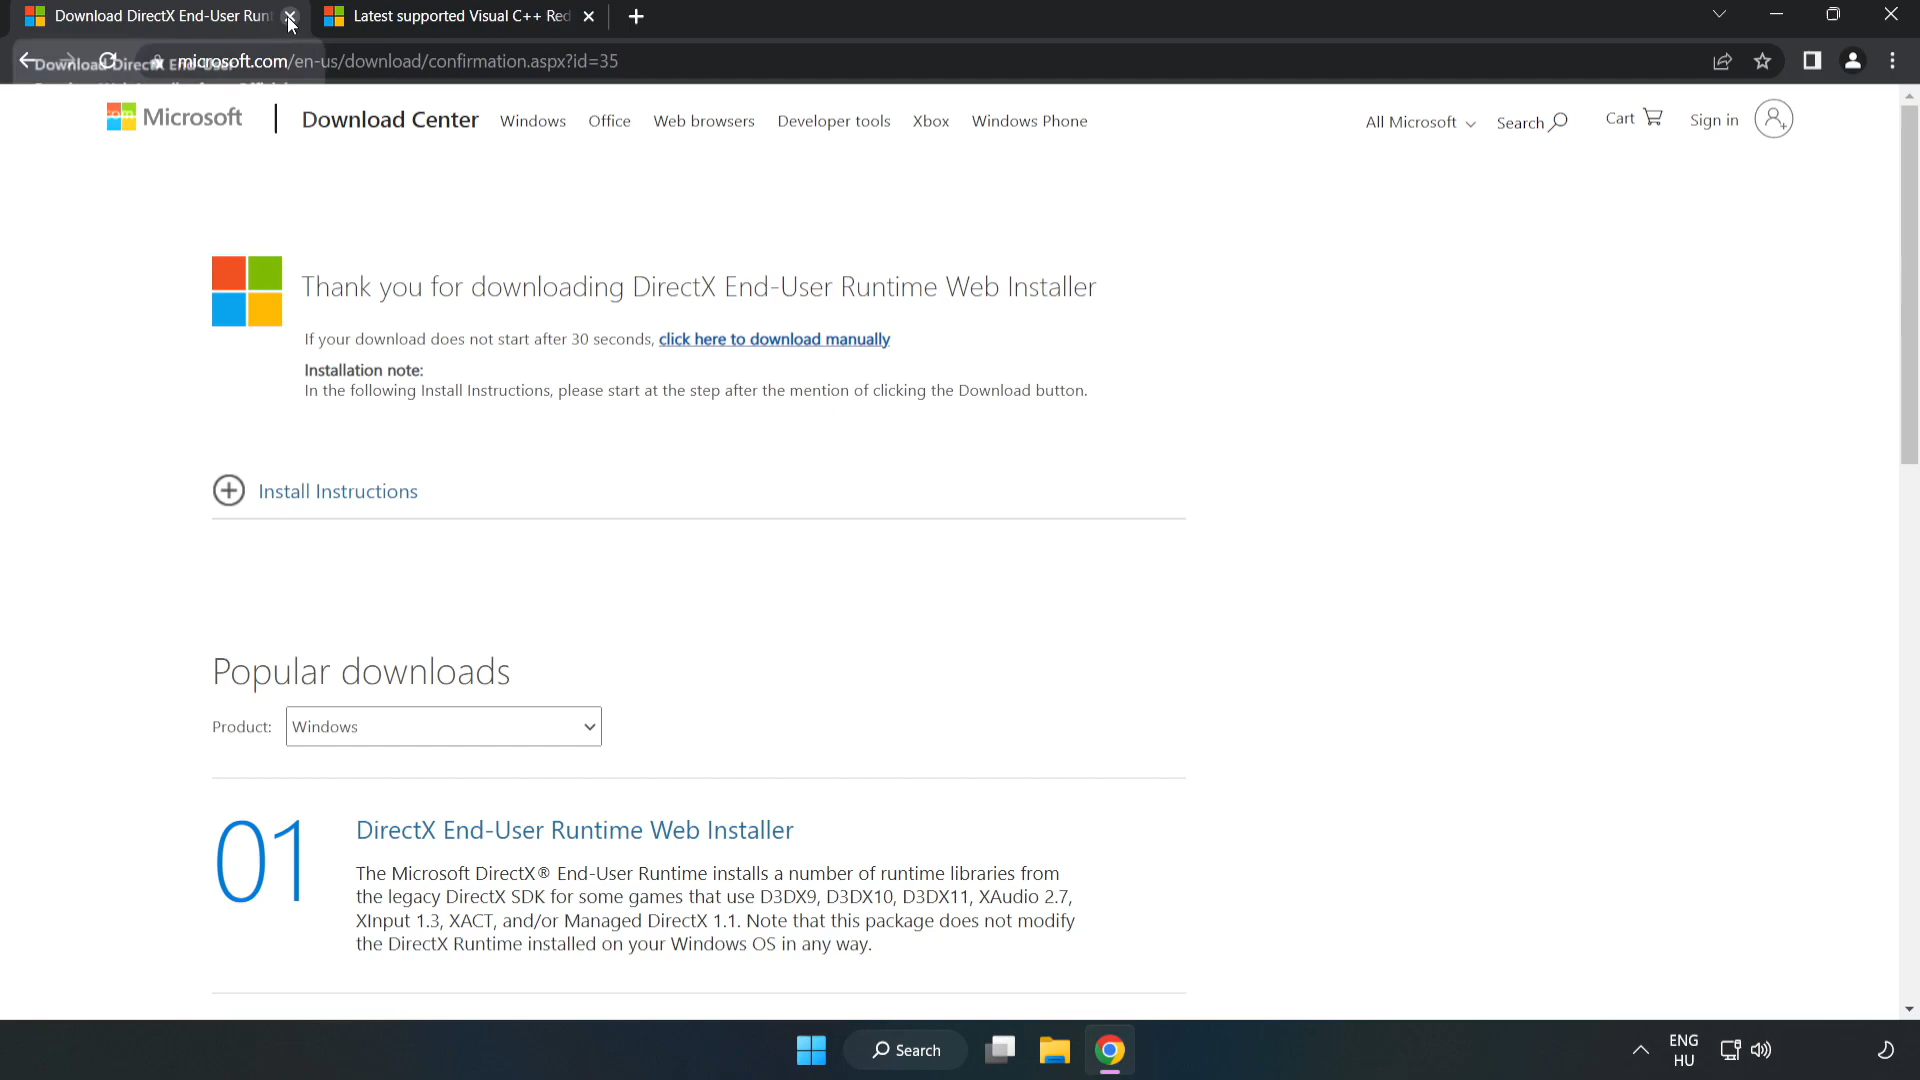 Download DirectX End-User Runt
Latest supported Visual C++ Red
microsoft.com/en-us/download/confirmation.aspx?id=35
Download DirectX End-User
Microsoft
Download Center
Windows
Office
Web browsers
Developer tools
Xbox
Windows Phone
All Microsoft
Search
Cart
Sign in
Thank you for downloading DirectX End-User Runtime Web Installer
If your download does not start after 30 seconds, click here to download manually
Installation note:
In the following Install Instructions, please start at the step after the mention of clicking the Download button.
Install Instructions
Popular downloads
Product:
Windows
01
DirectX End-User Runtime Web Installer
The Microsoft DirectX® End-User Runtime installs a number of runtime libraries from
the legacy DirectX SDK for some games that use D3DX9, D3DX10, D3DX11, XAudio 2.7,
XInput 1.3, XACT, and/or Managed DirectX 1.1. Note that this package does not modify
the DirectX Runtime installed on your Windows OS in any way.
Search
ENG
HU